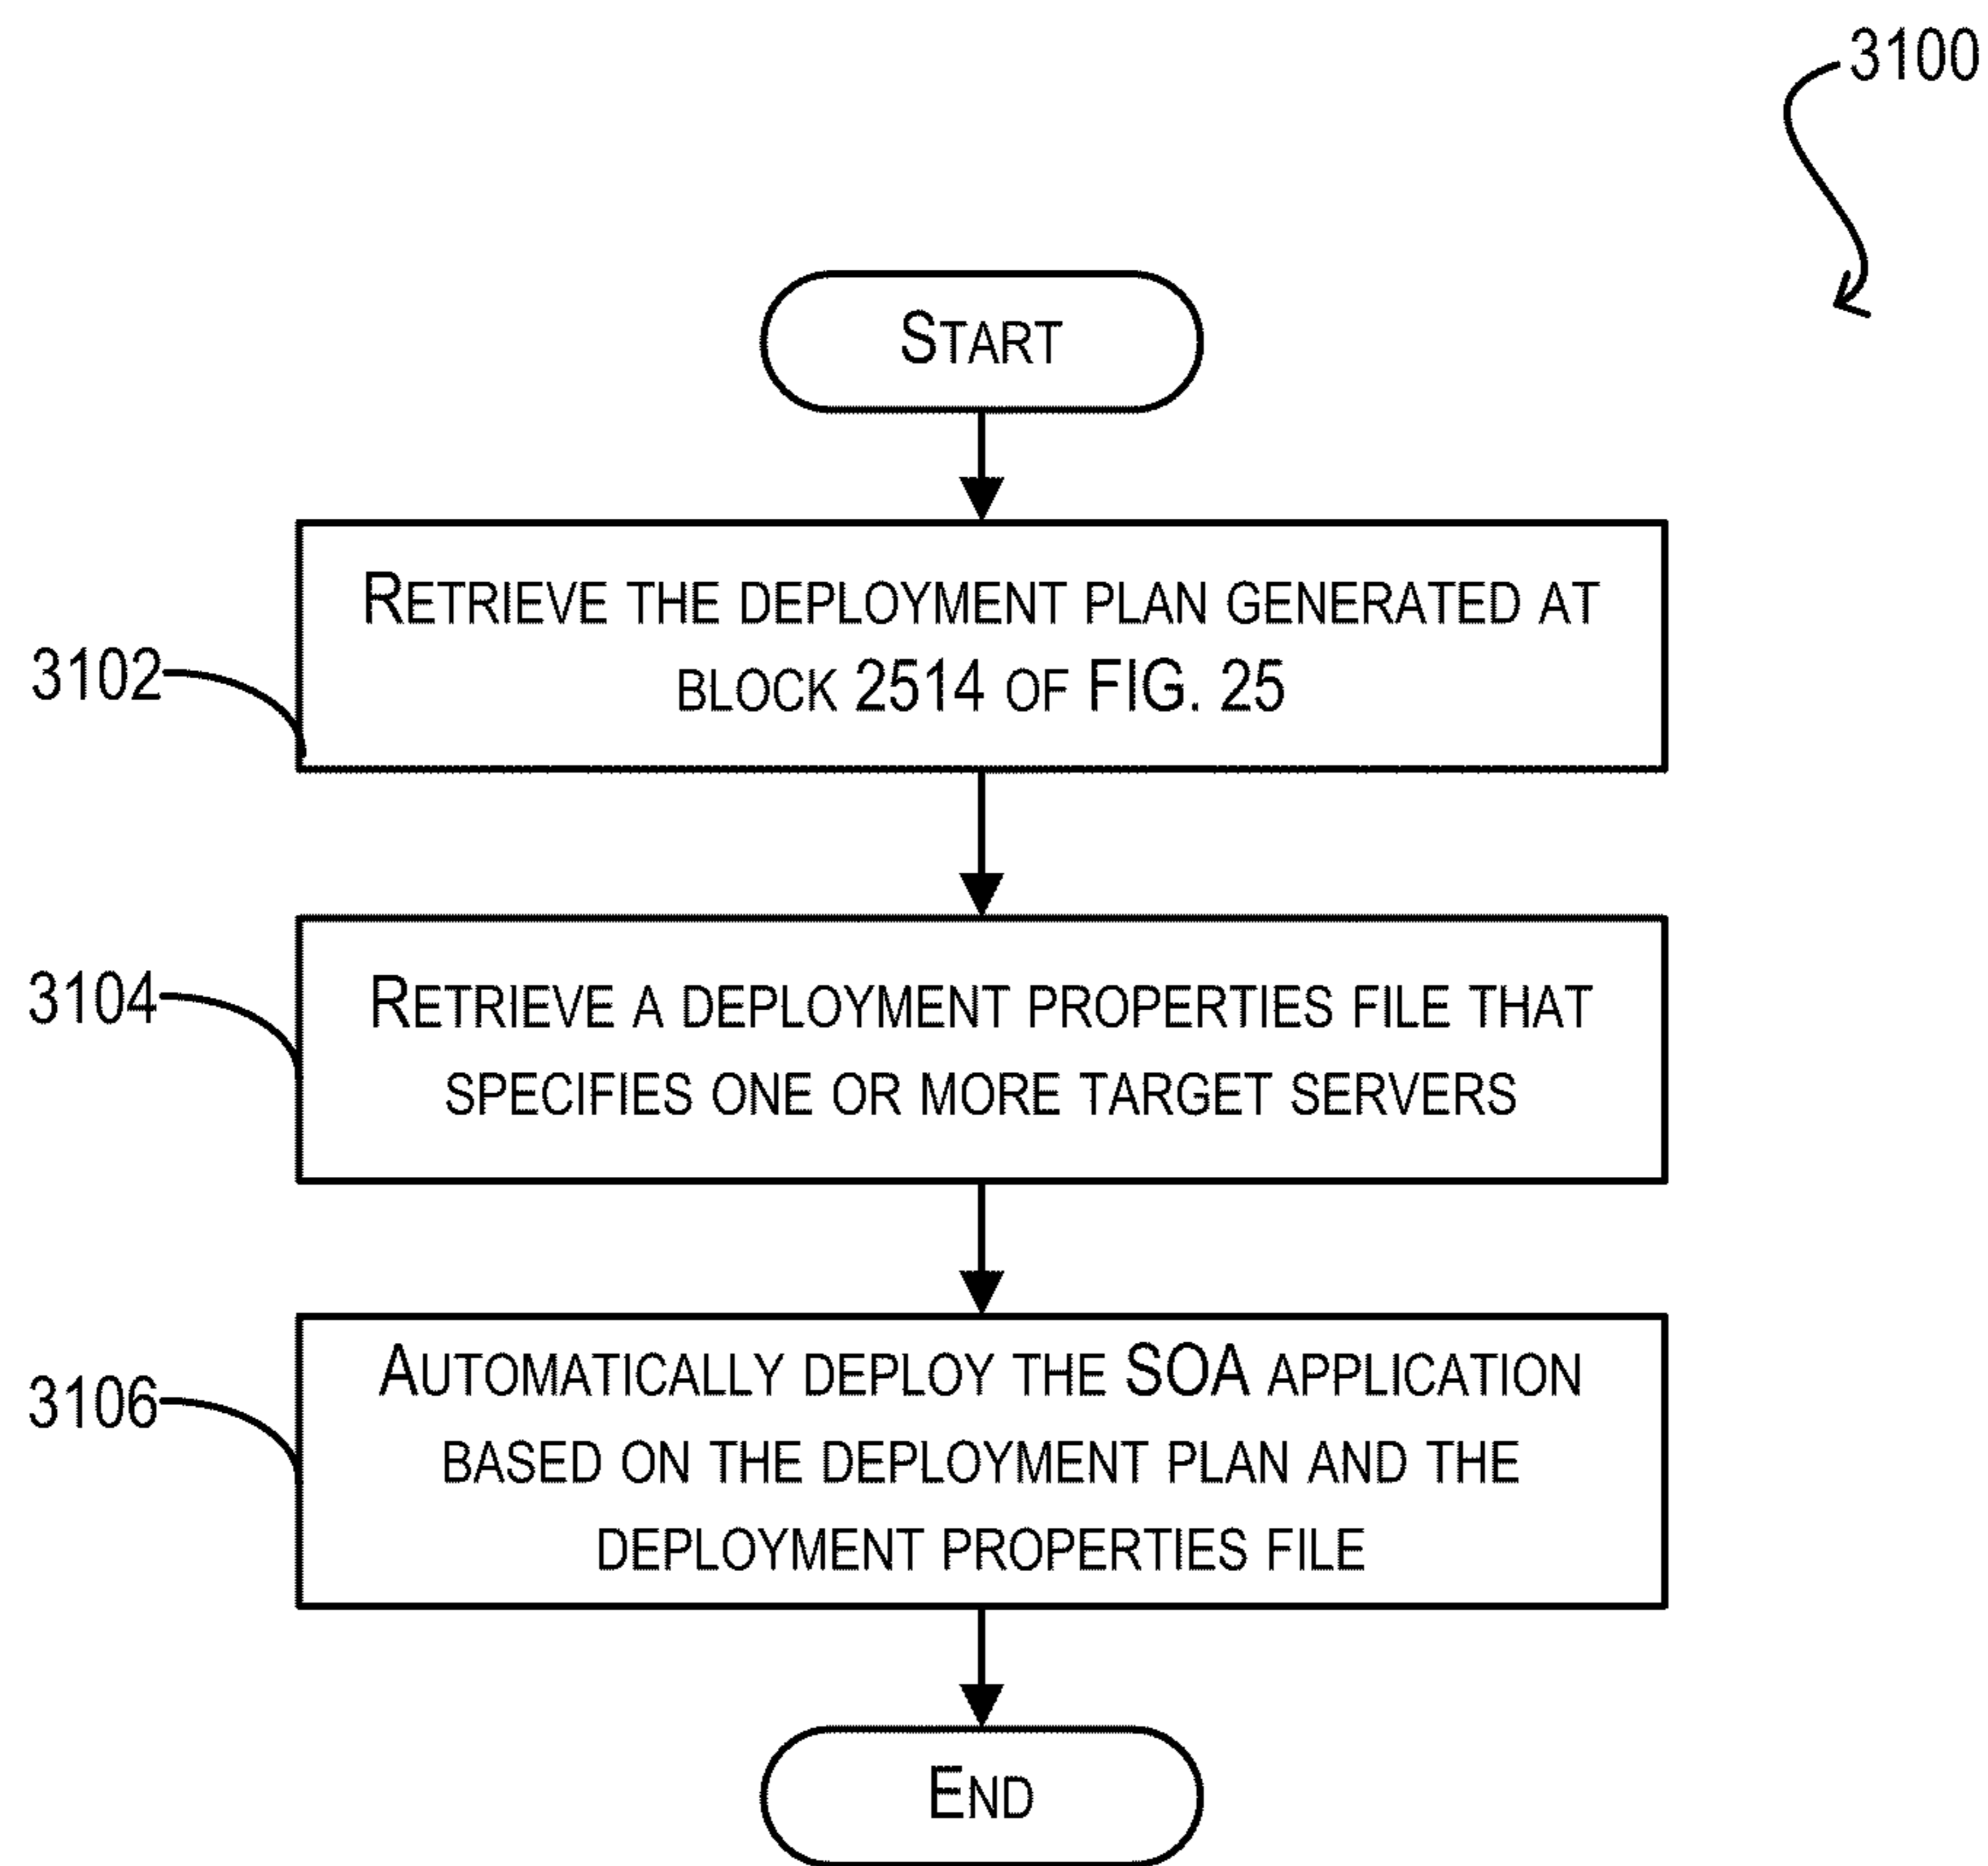 3100
START
RETRIEVE THE DEPLOYMENT PLAN GENERATED AT
BLOCK 2514 OF FIG. 25
3102
RETRIEVE A DEPLOYMENT PROPERTIES FILE THAT
SPECIFIES ONE OR MORE TARGET SERVERS
3104
AUTOMATICALLY DEPLOY THE SOA APPLICATION
BASED ON THE DEPLOYMENT PLAN AND THE
DEPLOYMENT PROPERTIES FILE
3106
END